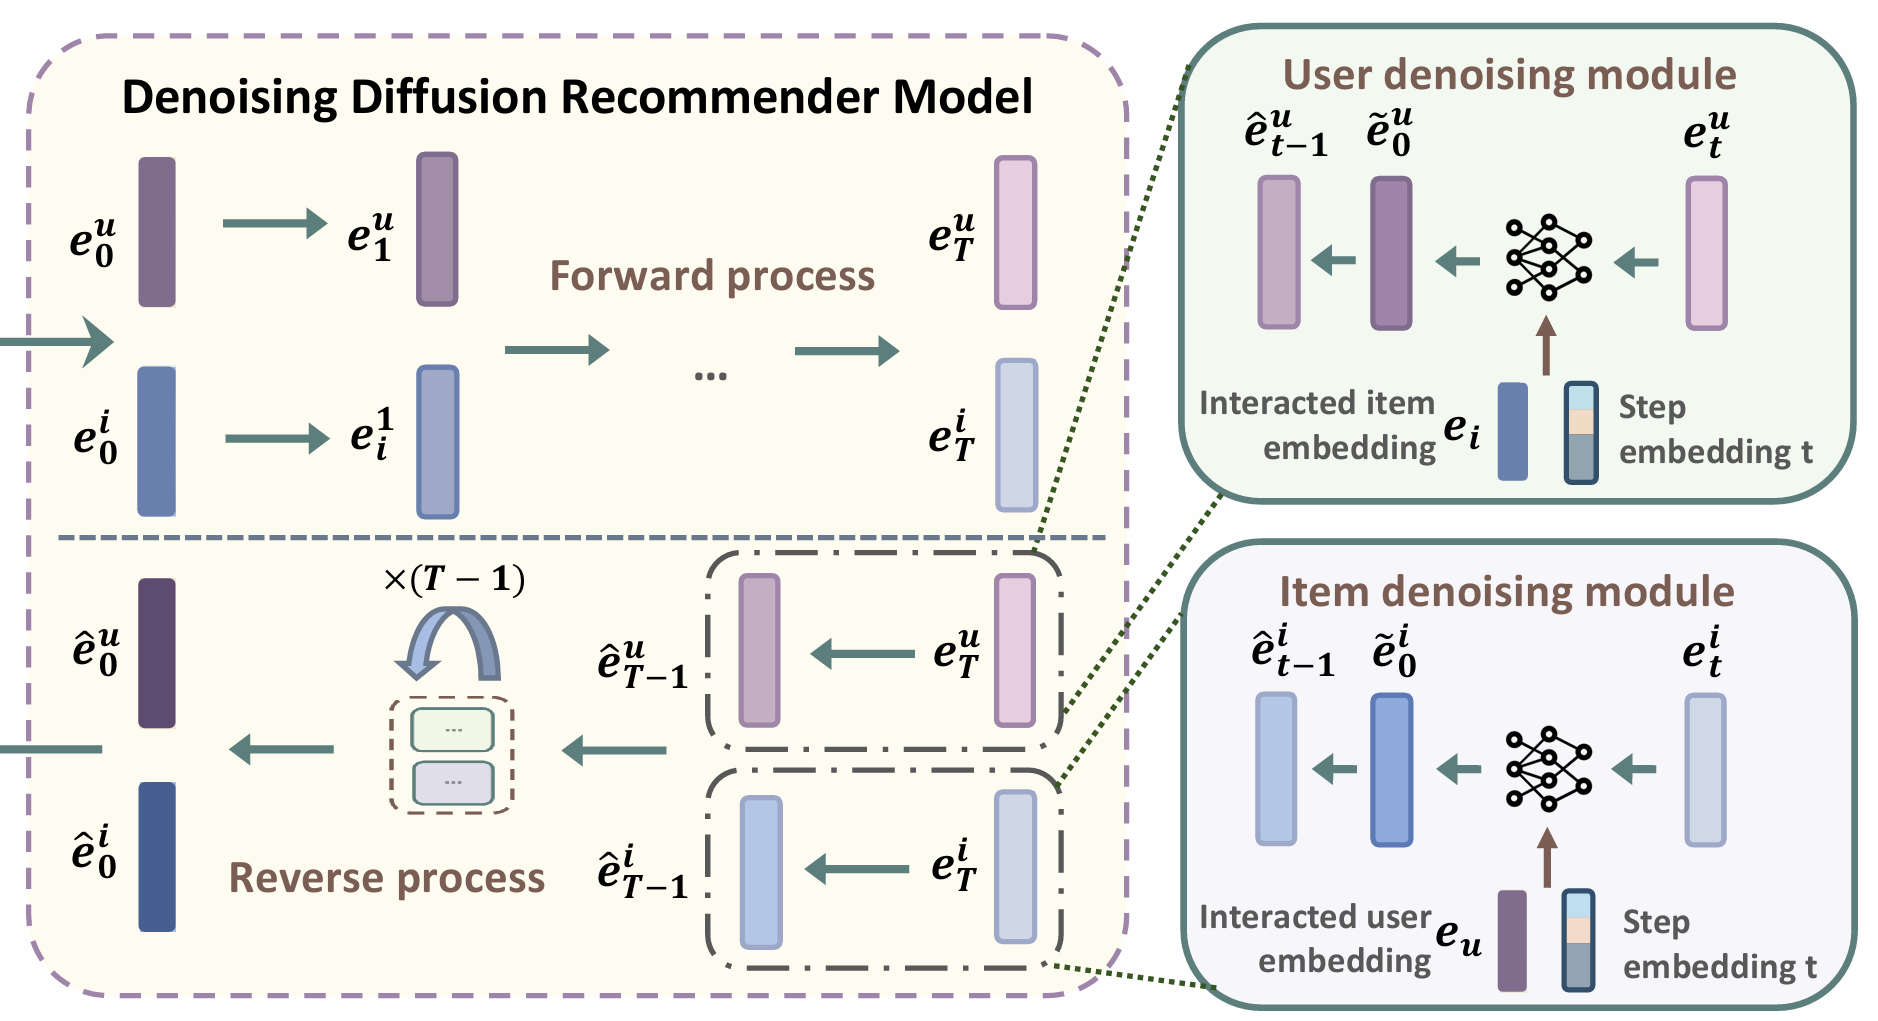 Denoising Diffusion Recommender Model
e_0^u
e_1^u
e_T^u
Forward process
...
e_0^i
e_i^1
e_T^i
×(T − 1)
ê_0^u
ê_{T−1}^u
e_T^u
...
...
ê_0^i
Reverse process
ê_{T−1}^i
e_T^i
User denoising module
ê_{t−1}^u
ẽ_0^u
e_t^u
Interacted item
embedding
e_i
Step
embedding t
Item denoising module
ê_{t−1}^i
ẽ_0^i
e_t^i
Interacted user
embedding
e_u
Step
embedding t